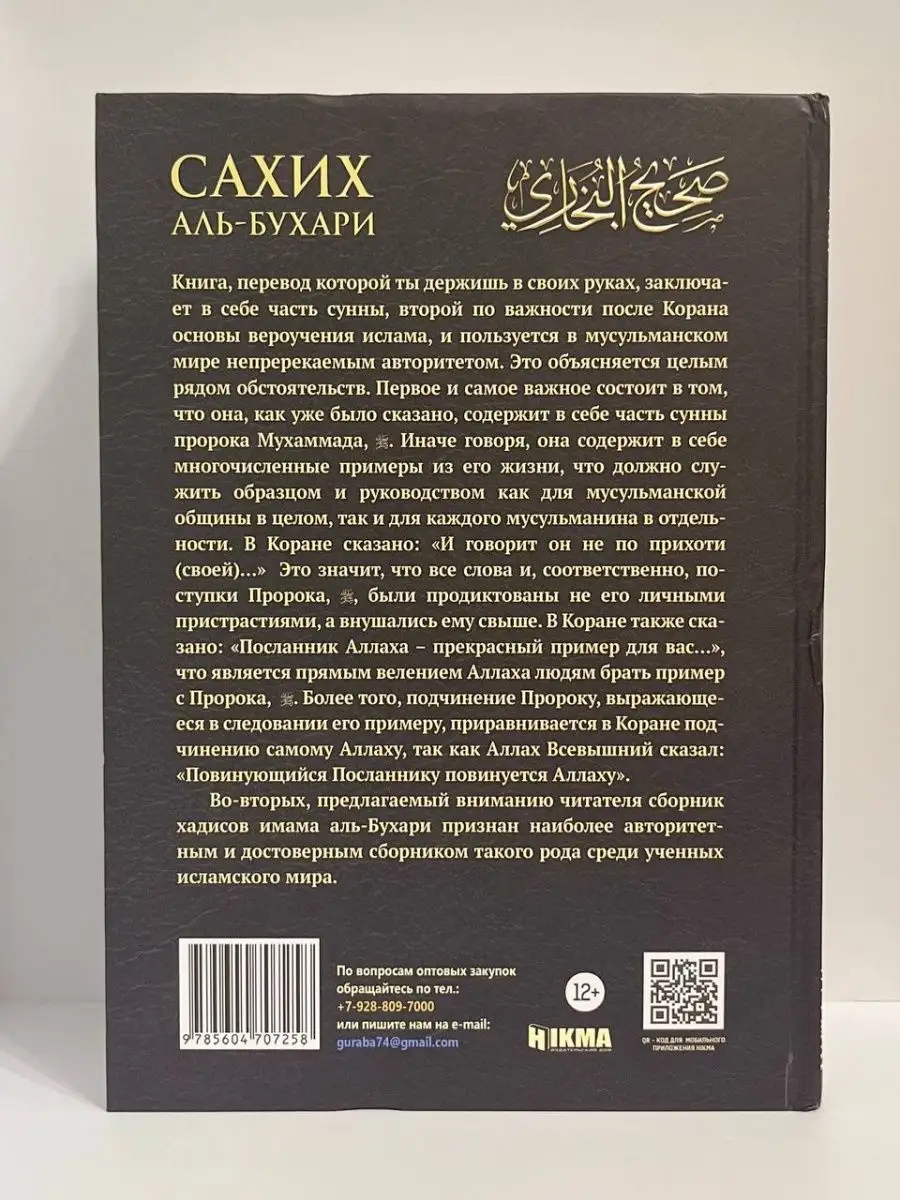 САХИХ
АЛЬ-БУХАРИ
صحيح البخاري
Книга, перевод которой ты держишь в своих руках, заключа-
ет в себе часть сунны, второй по важности после Корана
основы вероучения ислама, и пользуется в мусульманском
мире непререкаемым авторитетом. Это объясняется целым
рядом обстоятельств. Первое и самое важное состоит в том,
что она, как уже было сказано, содержит в себе часть сунны
пророка Мухаммада, ﷺ. Иначе говоря, она содержит в себе
многочисленные примеры из его жизни, что должно слу-
жить образцом и руководством как для мусульманской
общины в целом, так и для каждого мусульманина в отдель-
ности. В Коране сказано: «И говорит он не по прихоти
(своей)...» Это значит, что все слова и, соответственно, по-
ступки Пророка, ﷺ, были продиктованы не его личными
пристрастиями, а внушались ему свыше. В Коране также ска-
зано: «Посланник Аллаха – прекрасный пример для вас...»,
что является прямым велением Аллаха людям брать пример
с Пророка, ﷺ. Более того, подчинение Пророку, выражающе-
еся в следовании его примеру, приравнивается в Коране под-
чинению самому Аллаху, так как Аллах Всевышний сказал:
«Повинующийся Посланнику повинуется Аллаху».
Во-вторых, предлагаемый вниманию читателя сборник
хадисов имама аль-Бухари признан наиболее авторитет-
ным и достоверным сборником такого рода среди ученных
исламского мира.
9 785604 707258
По вопросам оптовых закупок
обращайтесь по тел.:
+7-928-809-7000
или пишите нам на e-mail:
guraba74@gmail.com
12+
HIKMA
ИЗДАТЕЛЬСКИЙ ДОМ
QR - КОД ДЛЯ МОБИЛЬНОГО
ПРИЛОЖЕНИЯ HIKMA